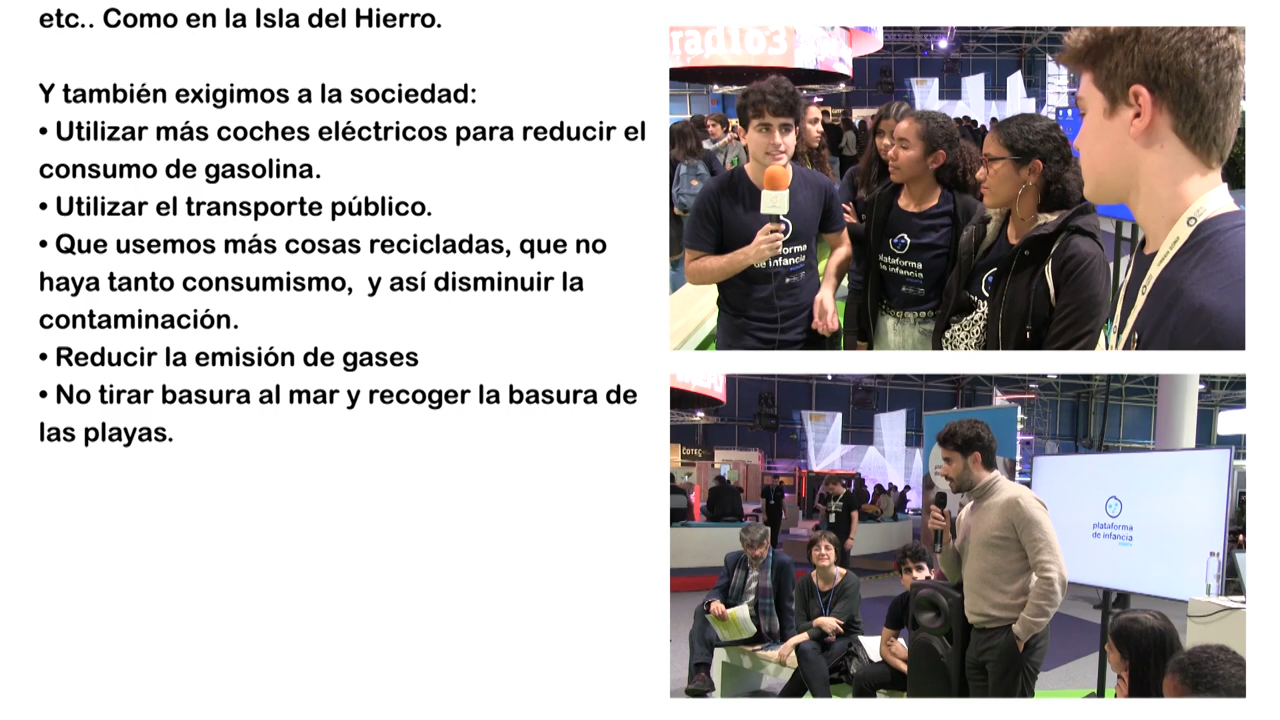 etc.. Como en la Isla del Hierro.
Y también exigimos a la sociedad:
• Utilizar más coches eléctricos para reducir el
consumo de gasolina.
• Utilizar el transporte público.
• Que usemos más cosas recicladas, que no
haya tanto consumismo,  y así disminuir la
contaminación.
• Reducir la emisión de gases
• No tirar basura al mar y recoger la basura de
las playas.
radio3
plataforma
de infancia
COTEC
plataforma
de infancia